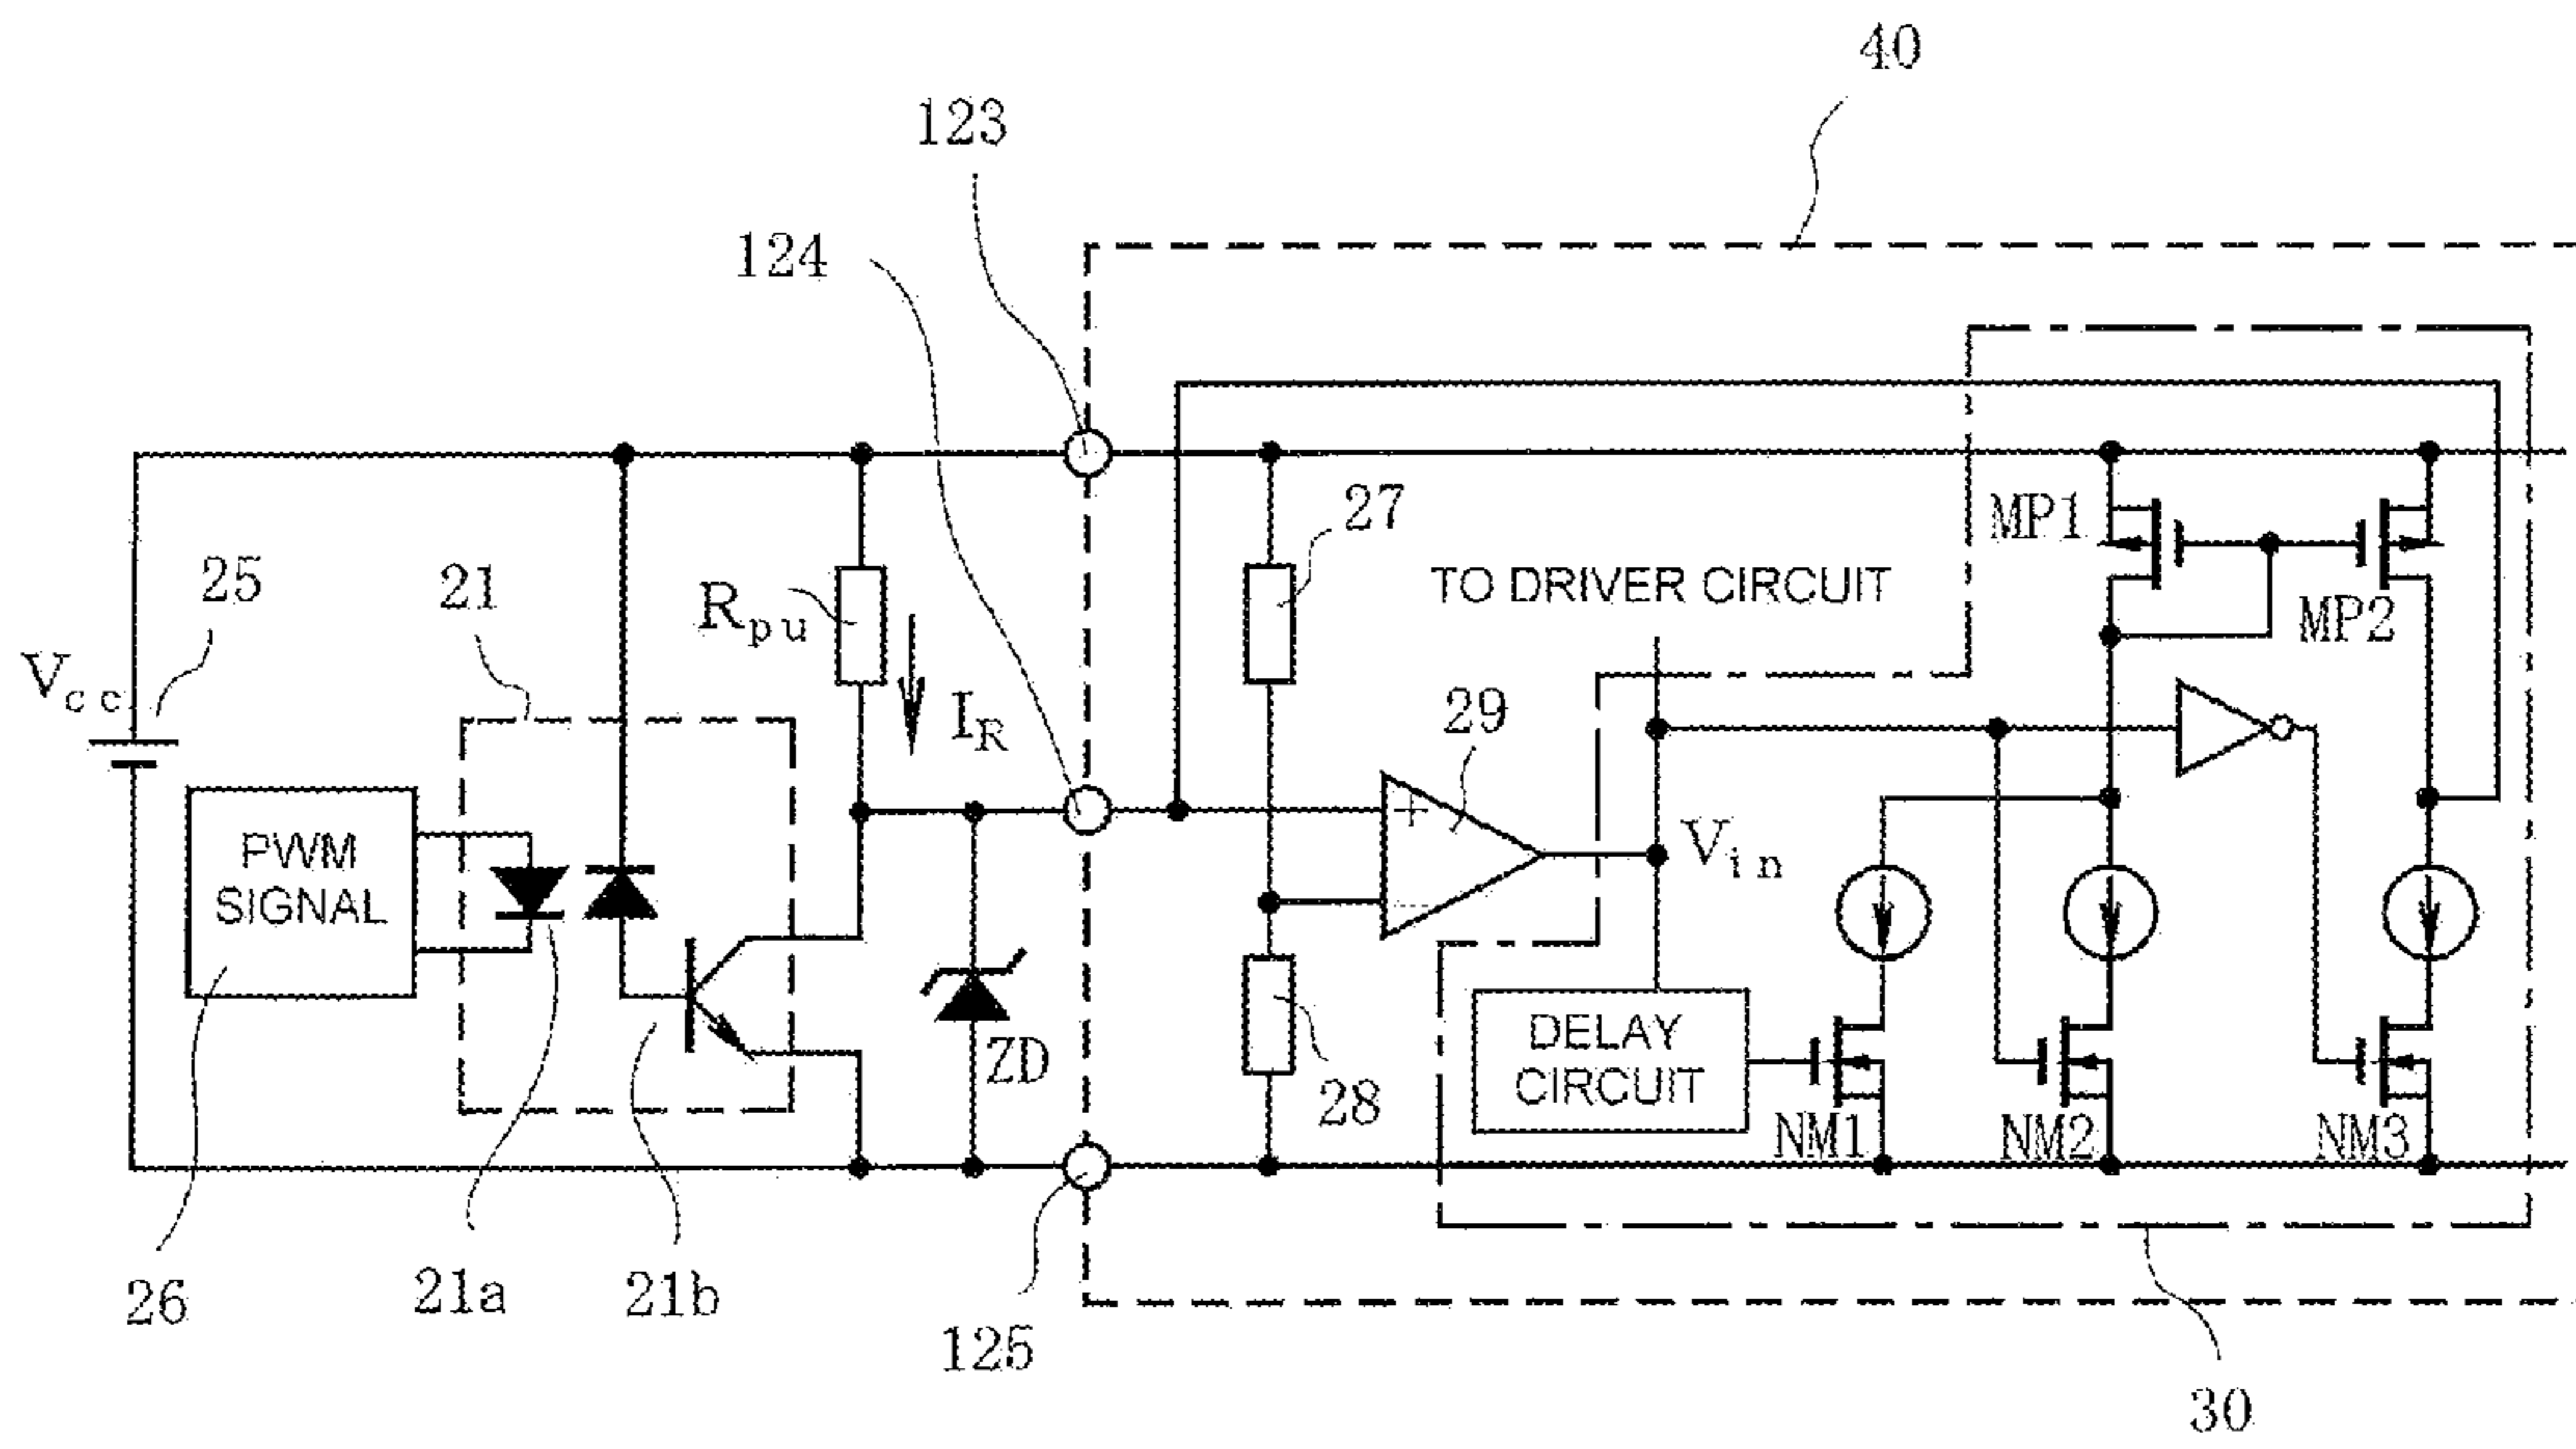 40
123
124
25
21
Vcc
Rpu
IR
27
TO DRIVER CIRCUIT
MP1
MP2
29
PWM
SIGNAL
+
−
Vin
ZD
28
DELAY
CIRCUIT
NM1
NM2
NM3
26
21a
21b
125
30